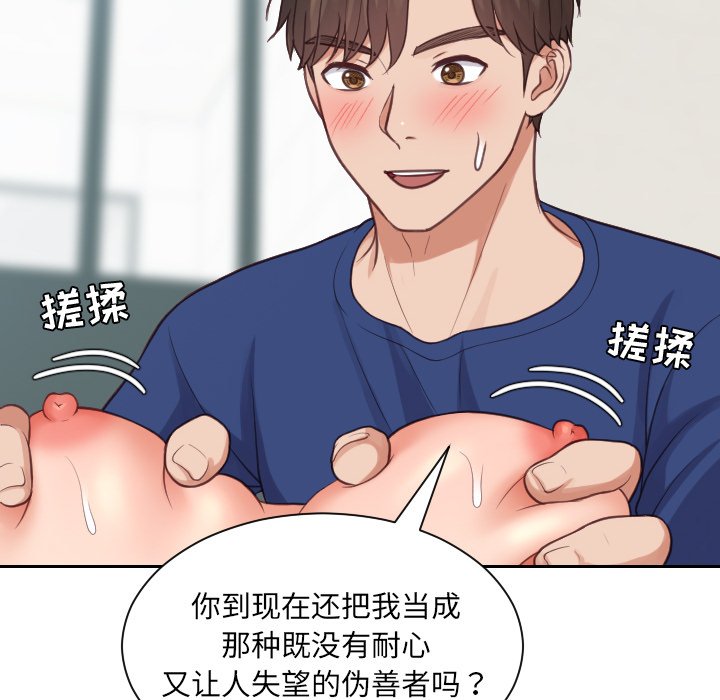 搓揉
搓揉
你到现在还把我当成
那种既没有耐心
又让人失望的伪善者吗？